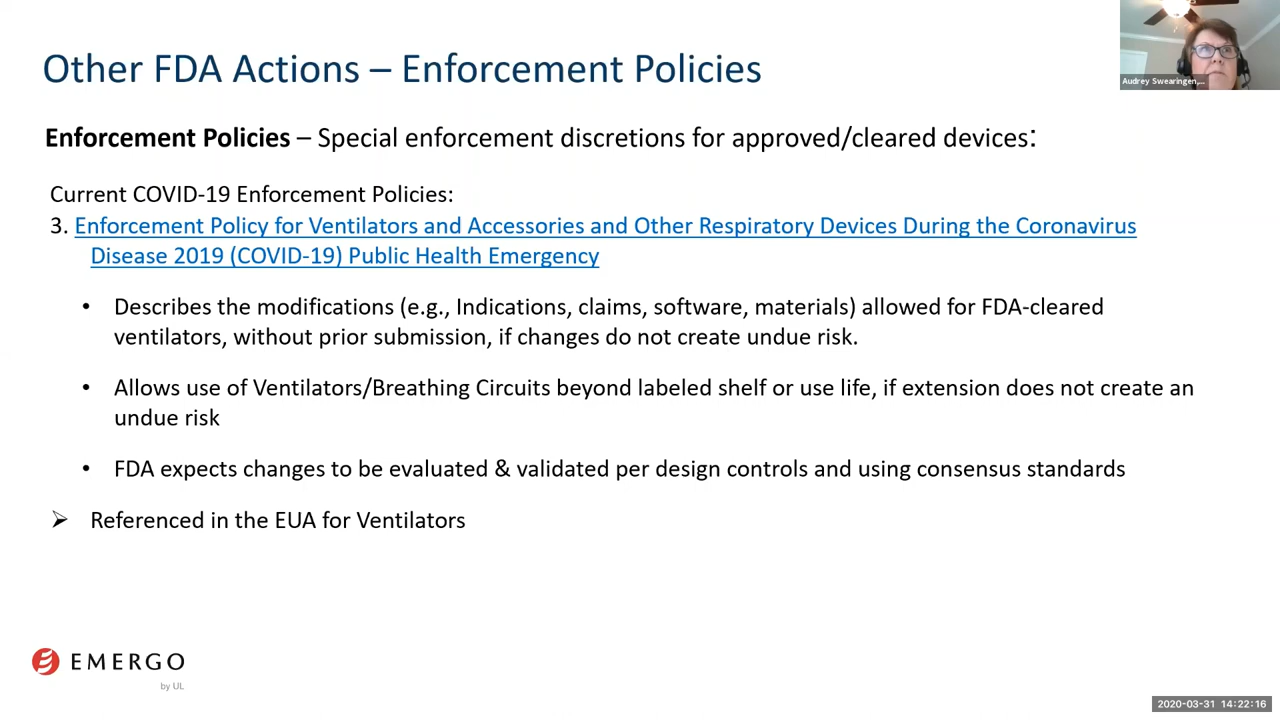 Other FDA Actions – Enforcement Policies
Audrey Swearingen,...
Enforcement Policies – Special enforcement discretions for approved/cleared devices:
Current COVID-19 Enforcement Policies:
3. Enforcement Policy for Ventilators and Accessories and Other Respiratory Devices During the Coronavirus
Disease 2019 (COVID-19) Public Health Emergency
• Describes the modifications (e.g., Indications, claims, software, materials) allowed for FDA-cleared
ventilators, without prior submission, if changes do not create undue risk.
• Allows use of Ventilators/Breathing Circuits beyond labeled shelf or use life, if extension does not create an
undue risk
• FDA expects changes to be evaluated & validated per design controls and using consensus standards
➢ Referenced in the EUA for Ventilators
EMERGO
by UL
2020-03-31 14:22:16